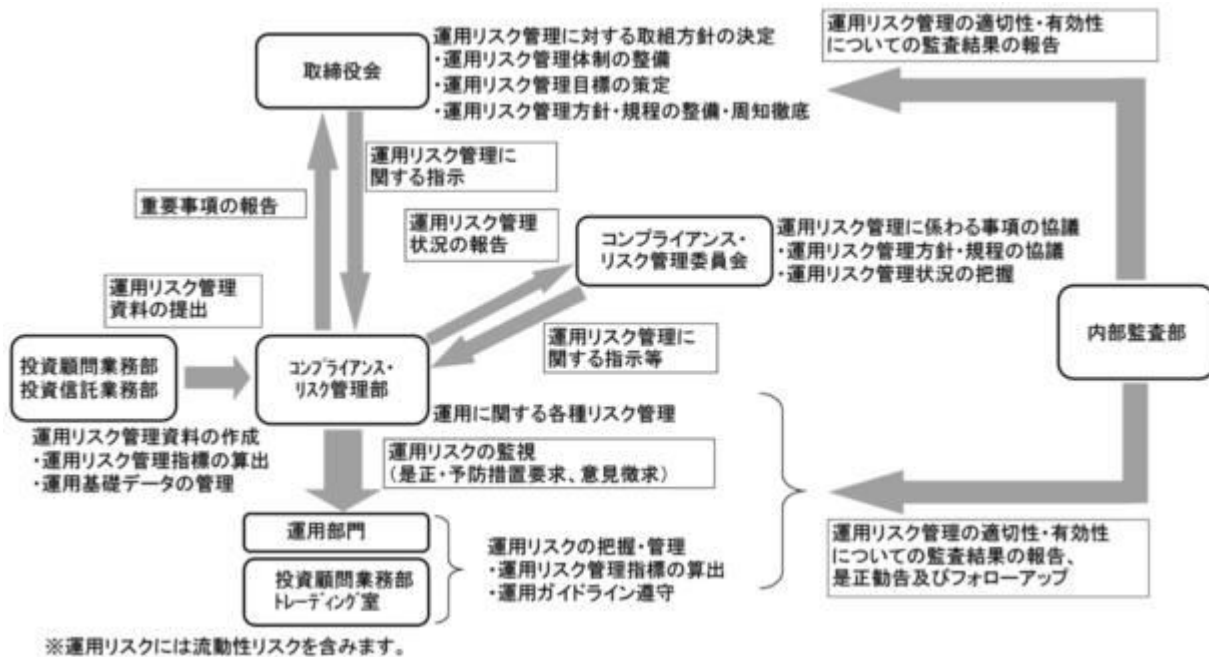 運用リスク管理に対する取組方針の決定
・運用リスク管理体制の整備
・運用リスク管理目標の策定
・運用リスク管理方針・規程の整備・周知徹底
取締役会
運用リスク管理の適切性・有効性
についての監査結果の報告
運用リスク管理に
関する指示
重要事項の報告
運用リスク管理
状況の報告
コンプライアンス・
リスク管理委員会
運用リスク管理に係わる事項の協議
・運用リスク管理方針・規程の協議
・運用リスク管理状況の把握
運用リスク管理
資料の提出
運用リスク管理に
関する指示等
内部監査部
投資顧問業務部
投資信託業務部
コンプライアンス・
リスク管理部
運用に関する各種リスク管理
運用リスク管理資料の作成
・運用リスク管理指標の算出
・運用基礎データの管理
運用リスクの監視
(是正・予防措置要求、意見徴求)
運用部門
投資顧問業務部
トレーディング室
運用リスクの把握・管理
・運用リスク管理指標の算出
・運用ガイドライン遵守
運用リスク管理の適切性・有効性
についての監査結果の報告、
是正勧告及びフォローアップ
※運用リスクには流動性リスクを含みます。